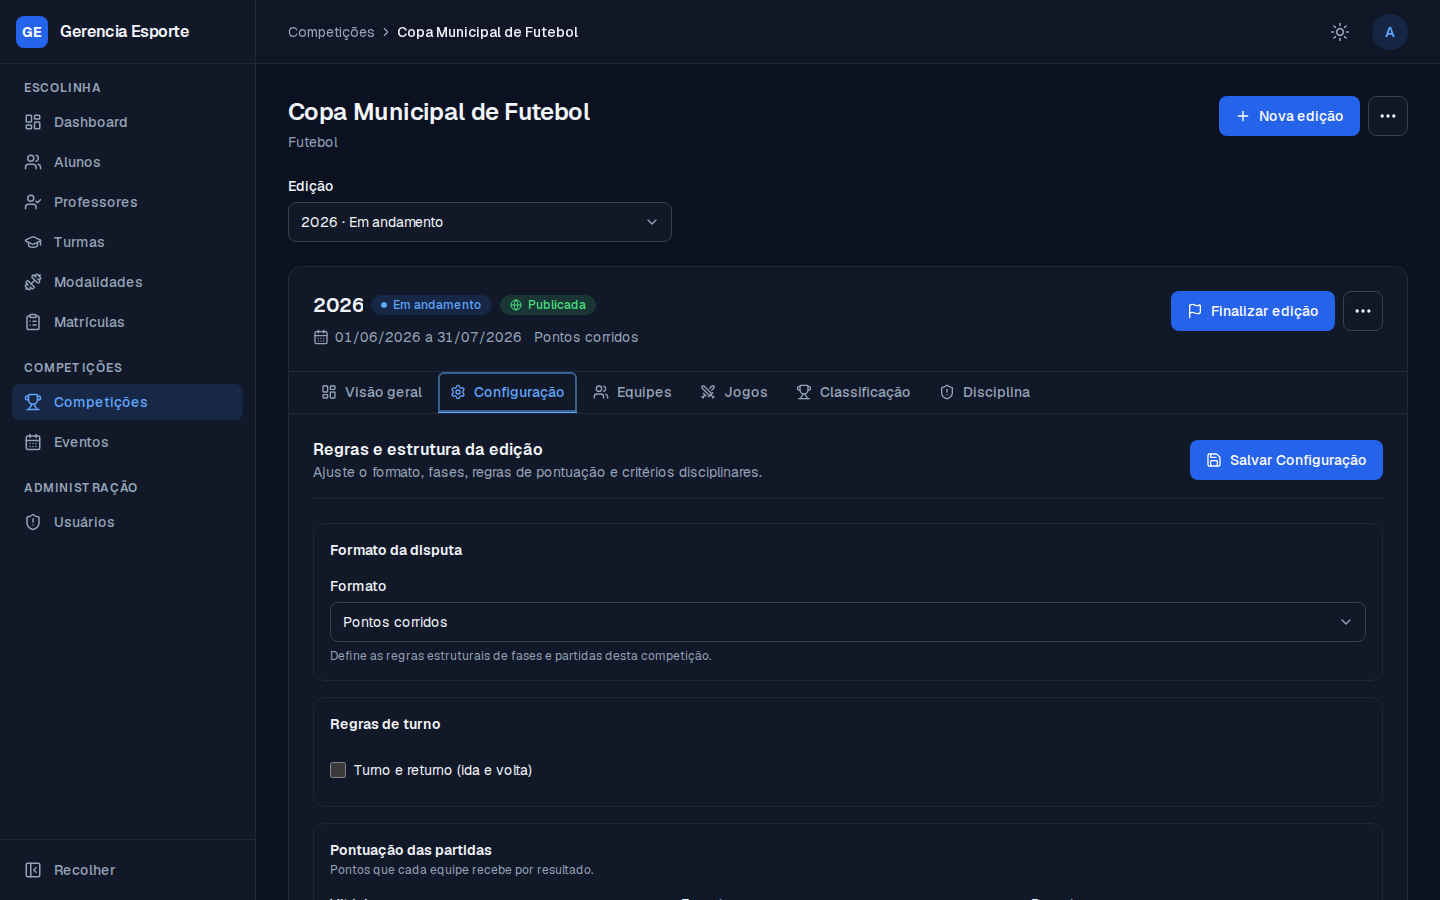 GE Gerencia Esporte
Competições > Copa Municipal de Futebol
A
ESCOLINHA
Dashboard
Alunos
Professores
Turmas
Modalidades
Matrículas
COMPETIÇÕES
Competições
Eventos
ADMINISTRAÇÃO
Usuários
Recolher
Copa Municipal de Futebol
Futebol
Nova edição
Edição
2026 · Em andamento
2026 Em andamento Publicada
01/06/2026 a 31/07/2026 Pontos corridos
Finalizar edição
Visão geral Configuração Equipes Jogos Classificação Disciplina
Regras e estrutura da edição
Ajuste o formato, fases, regras de pontuação e critérios disciplinares.
Salvar Configuração
Formato da disputa
Formato
Pontos corridos
Define as regras estruturais de fases e partidas desta competição.
Regras de turno
Turno e returno (ida e volta)
Pontuação das partidas
Pontos que cada equipe recebe por resultado.